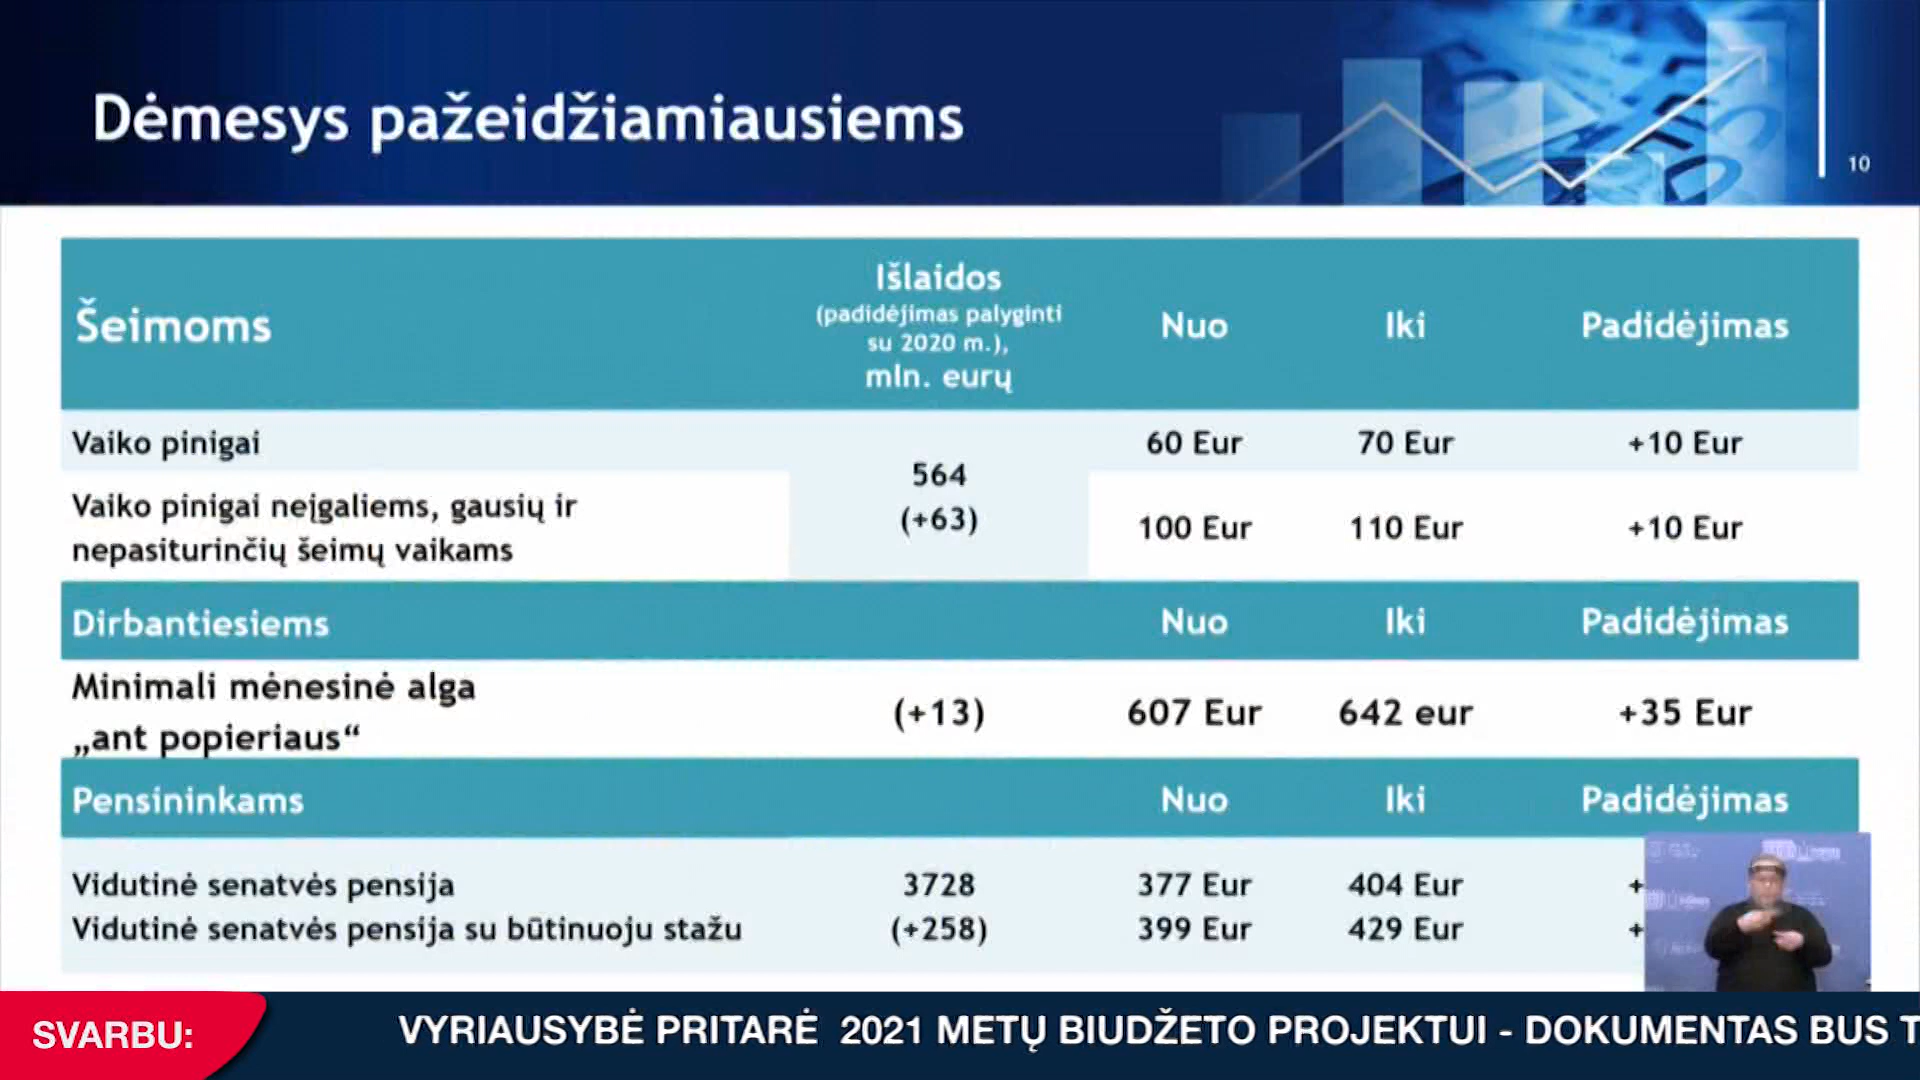 Dėmesys pažeidžiamiausiems
10
Šeimoms
Išlaidos
(padidėjimas palyginti
su 2020 m.),
mln. eurų
Nuo
Iki
Padidėjimas
Vaiko pinigai
60 Eur
70 Eur
+10 Eur
564
(+63)
Vaiko pinigai neįgaliems, gausių ir
nepasiturinčių šeimų vaikams
100 Eur
110 Eur
+10 Eur
Dirbantiesiems
Nuo
Iki
Padidėjimas
Minimali mėnesinė alga
„ant popieriaus“
(+13)
607 Eur
642 eur
+35 Eur
Pensininkams
Nuo
Iki
Padidėjimas
Vidutinė senatvės pensija
3728
377 Eur
404 Eur
+
Vidutinė senatvės pensija su būtinuoju stažu
(+258)
399 Eur
429 Eur
+
SVARBU:
VYRIAUSYBĖ PRITARĖ 2021 METŲ BIUDŽETO PROJEKTUI - DOKUMENTAS BUS T